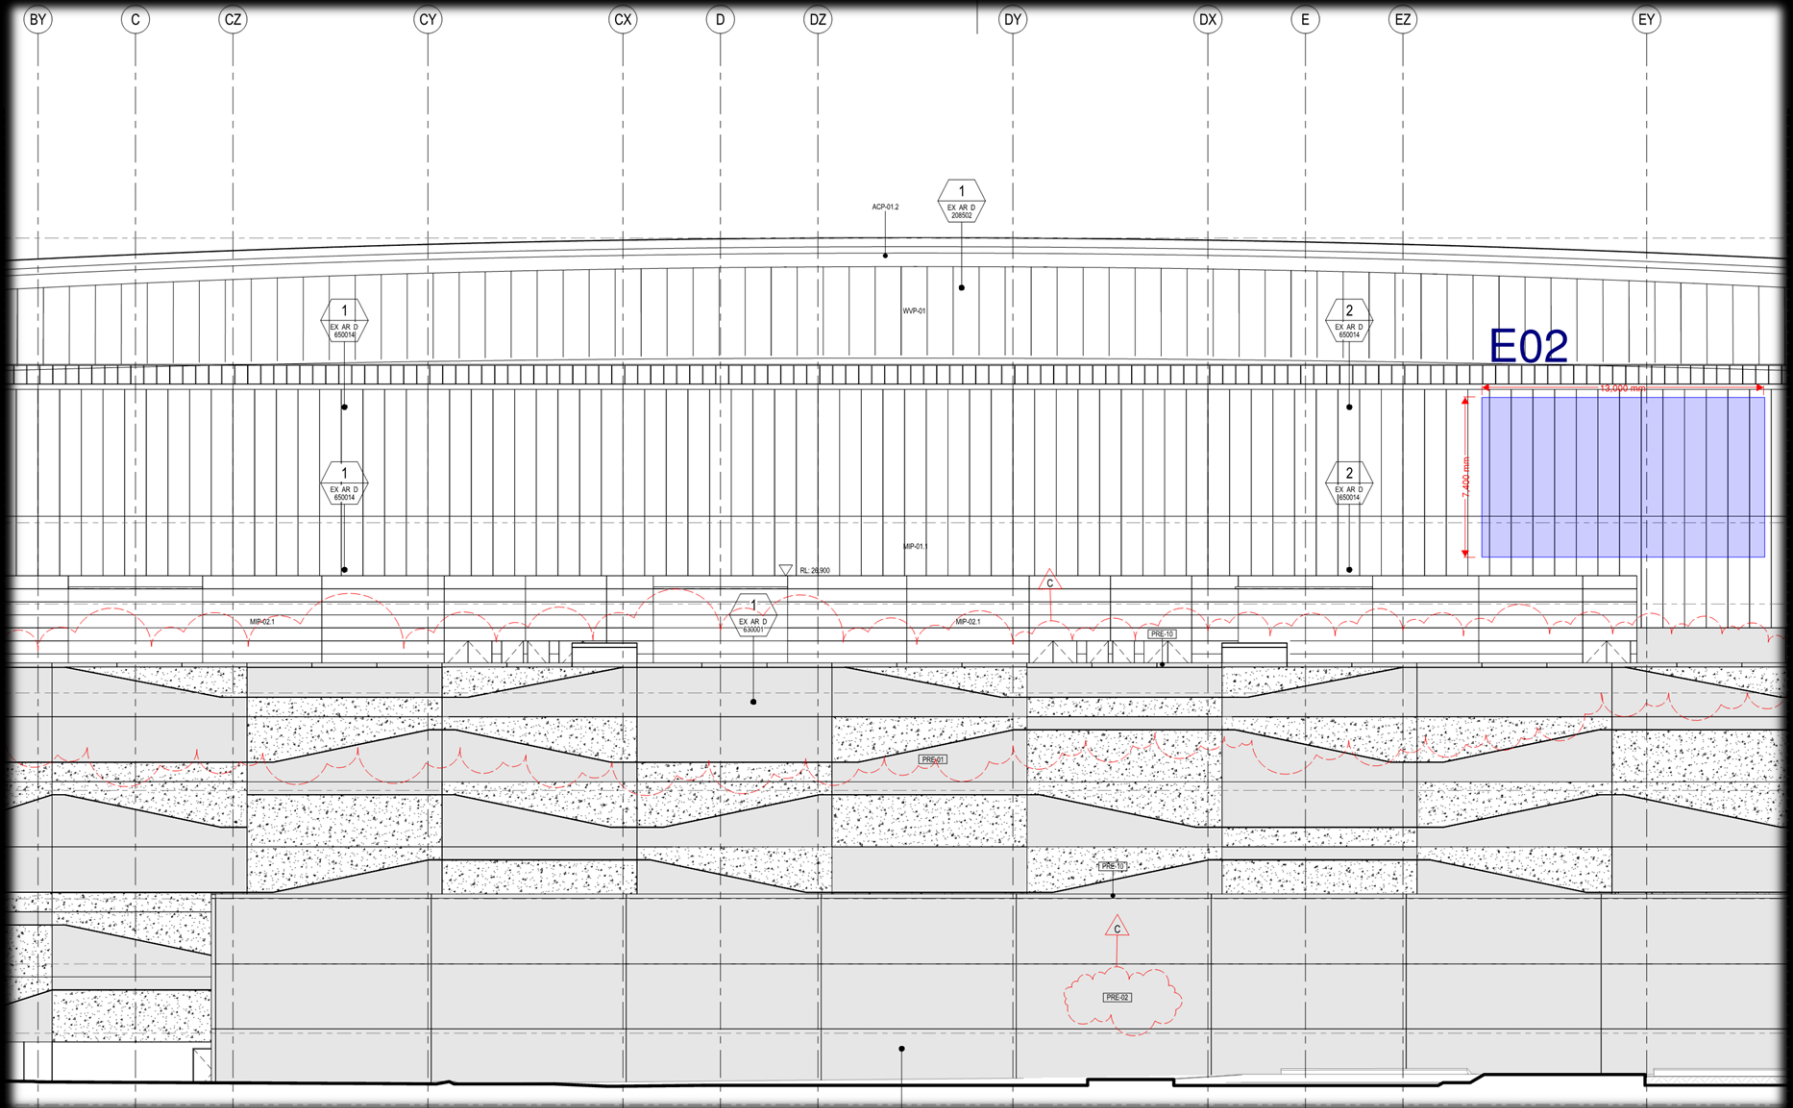 BY C CZ CY CX D DZ DY DX E EZ EY
1
EX AR D
208502
ACP-01.2
WVP-01
1
EX AR D
650014
2
EX AR D
650014
E02
13,000 mm
7,400 mm
1
EX AR D
650014
2
EX AR D
650014
MIP-01.1
RL: 26,900
C
1
EX AR D
630001
MIP-02.1
MIP-02.1
PRE-10
PRE-01
PRE-10
C
PRE-02